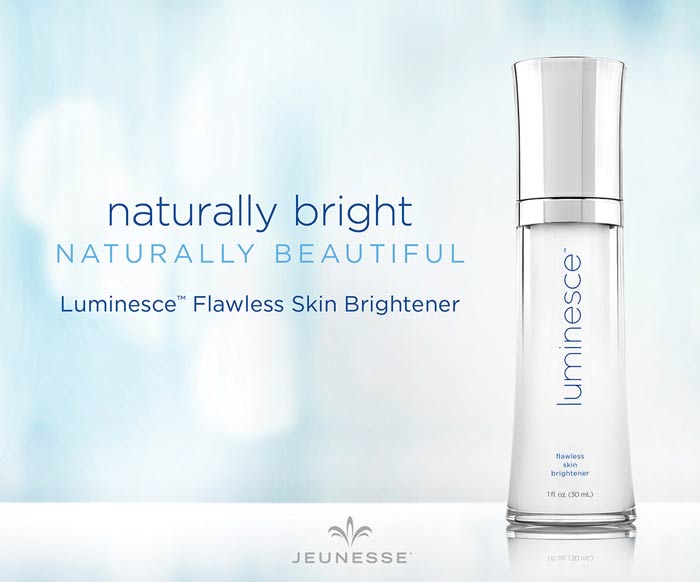 naturally bright
NATURALLY BEAUTIFUL
Luminesce™ Flawless Skin Brightener
luminesce™
flawless
skin
brightener
1 fl. oz. (30 mL)
JEUNESSE®